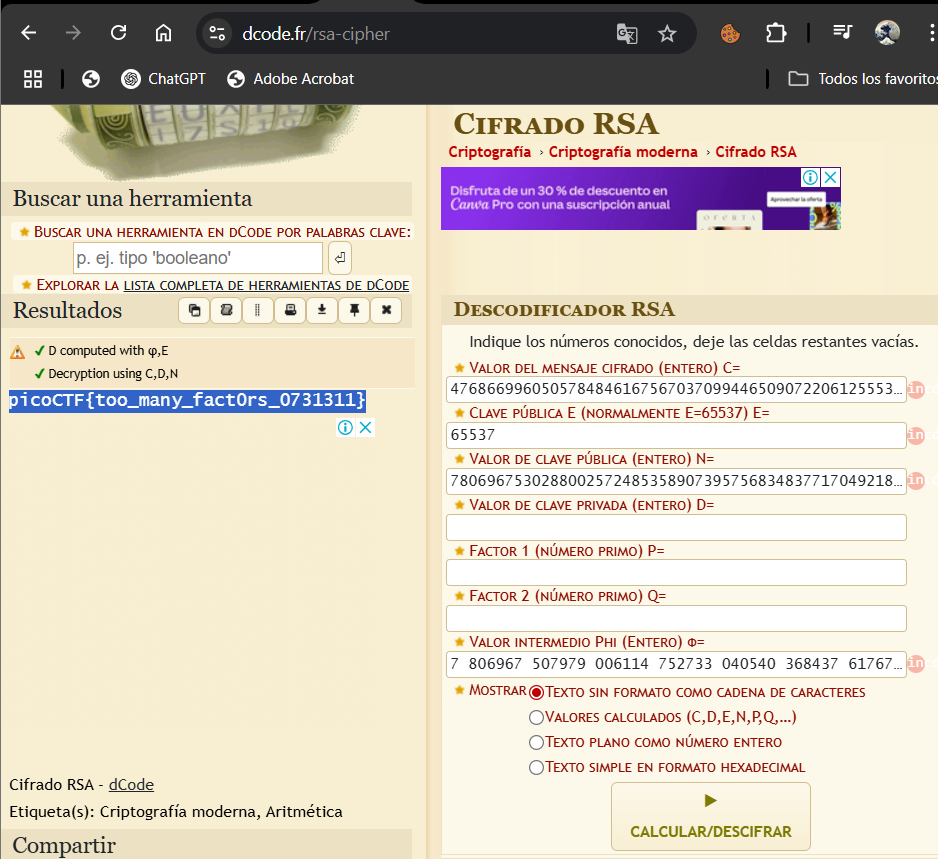 dcode.fr/rsa-cipher
ChatGPT
Adobe Acrobat
Todos los favoritos
Buscar una herramienta
Buscar una herramienta en dCode por palabras clave:
p. ej. tipo 'booleano'
Explorar la lista completa de herramientas de dCode
Resultados
D computed with φ,E
Decryption using C,D,N
picoCTF{too_many_fact0rs_0731311}
Cifrado RSA - dCode
Etiqueta(s): Criptografía moderna, Aritmética
Compartir
Cifrado RSA
Criptografía › Criptografía moderna › Cifrado RSA
Disfruta de un 30 % de descuento en
Canva Pro con una suscripción anual
OFERTA
Aprovechar la oferta
Descodificador RSA
Indique los números conocidos, deje las celdas restantes vacías.
Valor del mensaje cifrado (entero) C=
4768669960505784846167567037099446509072206125553…
Clave pública E (normalmente E=65537) E=
65537
Valor de clave pública (entero) N=
7806967530288002572485358907395756834837717049218…
Valor de clave privada (entero) D=
Factor 1 (número primo) P=
Factor 2 (número primo) Q=
Valor intermedio Phi (Entero) Φ=
7 806967 507979 006114 752733 040540 368437 61767…
Mostrar Texto sin formato como cadena de caracteres
Valores calculados (C,D,E,N,P,Q,…)
Texto plano como número entero
Texto simple en formato hexadecimal
CALCULAR/DESCIFRAR